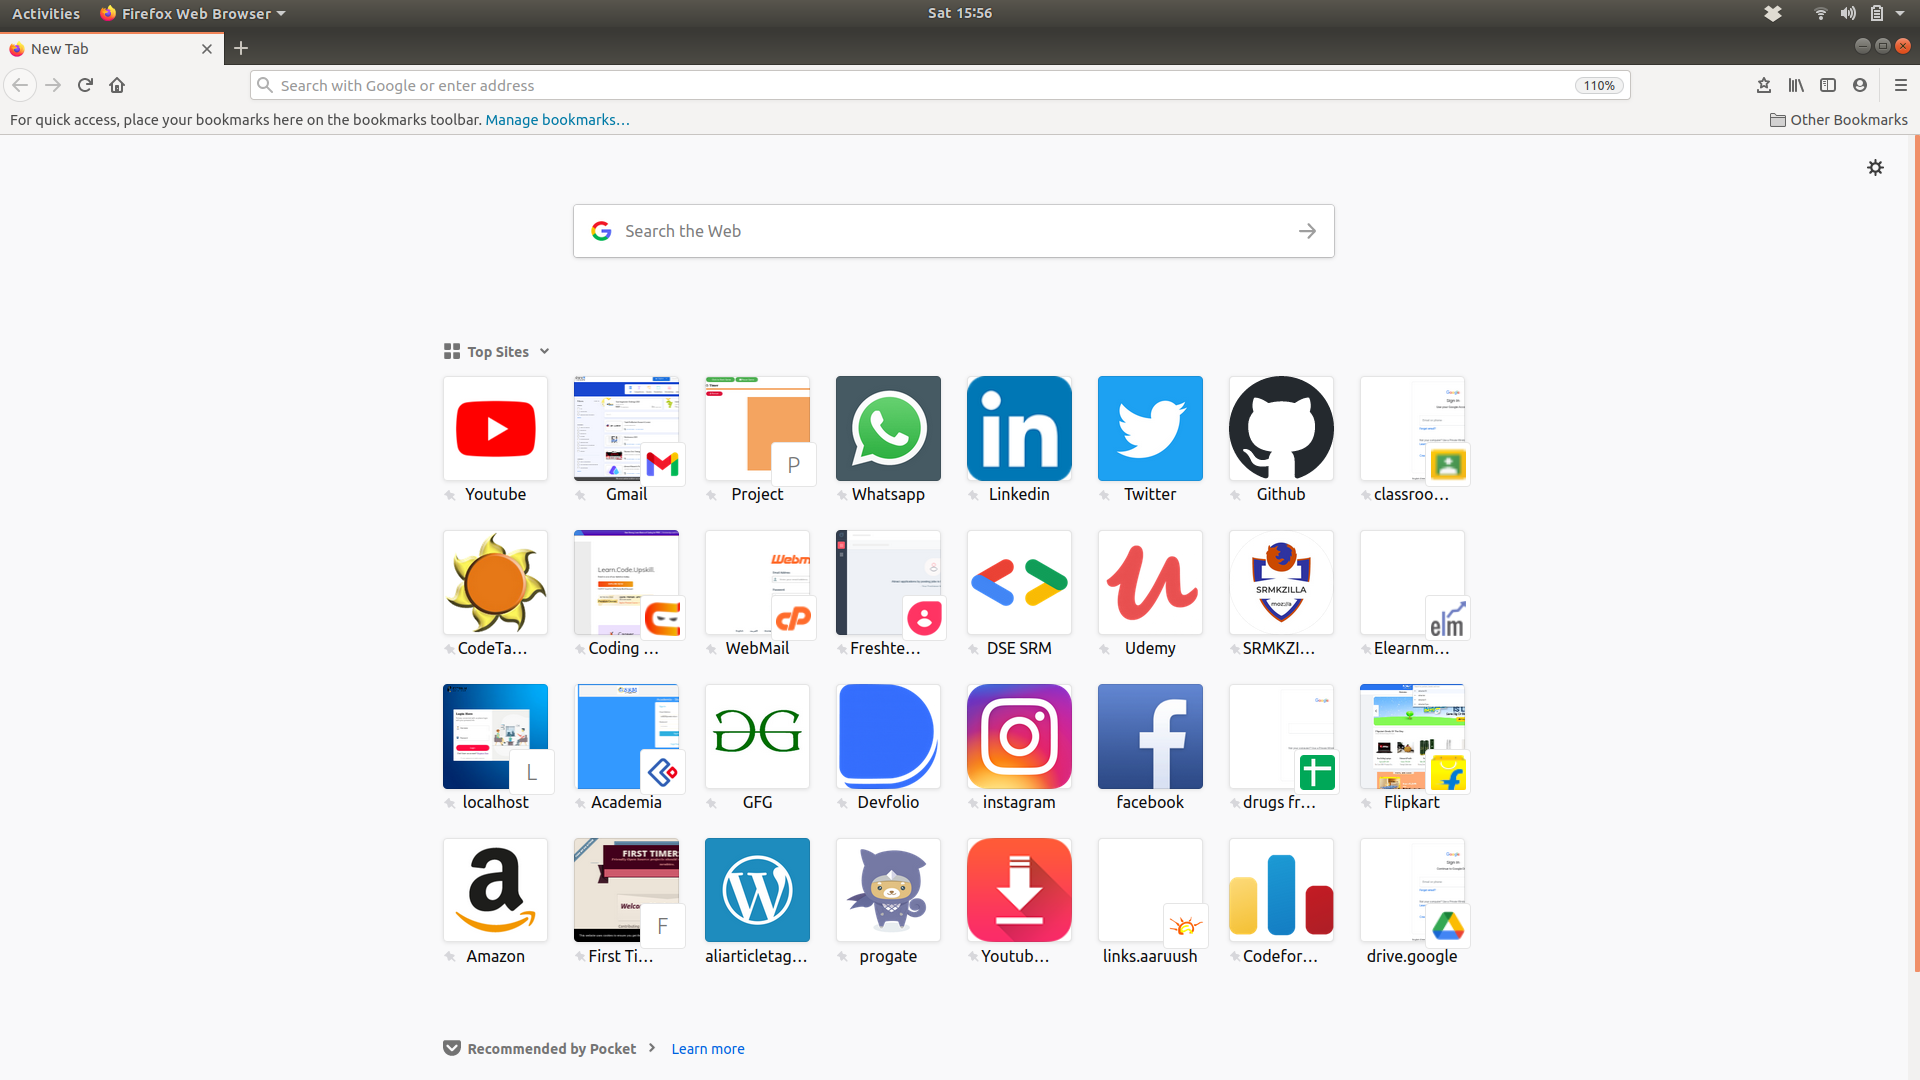 Activities Firefox Web Browser Sat 15:56
New Tab
Search with Google or enter address 110%
For quick access, place your bookmarks here on the bookmarks toolbar. Manage bookmarks… Other Bookmarks
Search the Web
Top Sites
P
Youtube Gmail Project Whatsapp Linkedin Twitter Github classroo…
Learn.Code.Upskill.
Webm
cP
SRMKZILLA
mozilla
elm
CodeTa… Coding … WebMail Freshte… DSE SRM Udemy SRMKZI… Elearnm…
L
localhost Academia GFG Devfolio instagram facebook drugs fr… Flipkart
FIRST TIMERS
Welco
F
Amazon First Ti… aliarticletag… progate Youtub… links.aaruush Codefor… drive.google
Recommended by Pocket Learn more